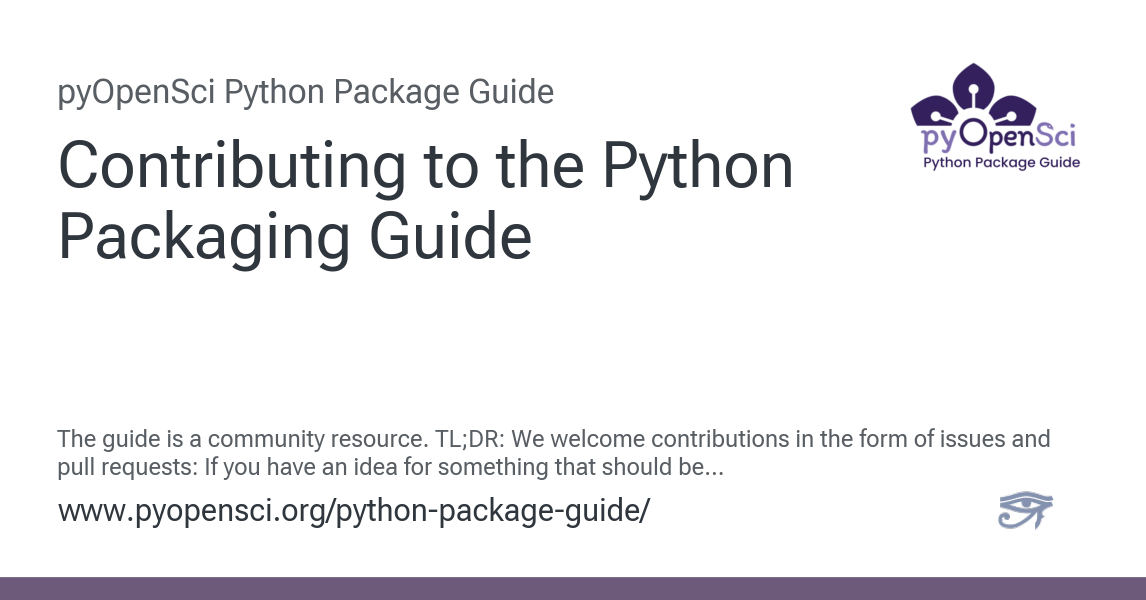 pyOpenSci Python Package Guide
Contributing to the Python
Packaging Guide
pyOpenSci
Python Package Guide
The guide is a community resource. TL;DR: We welcome contributions in the form of issues and
pull requests: If you have an idea for something that should be...
www.pyopensci.org/python-package-guide/